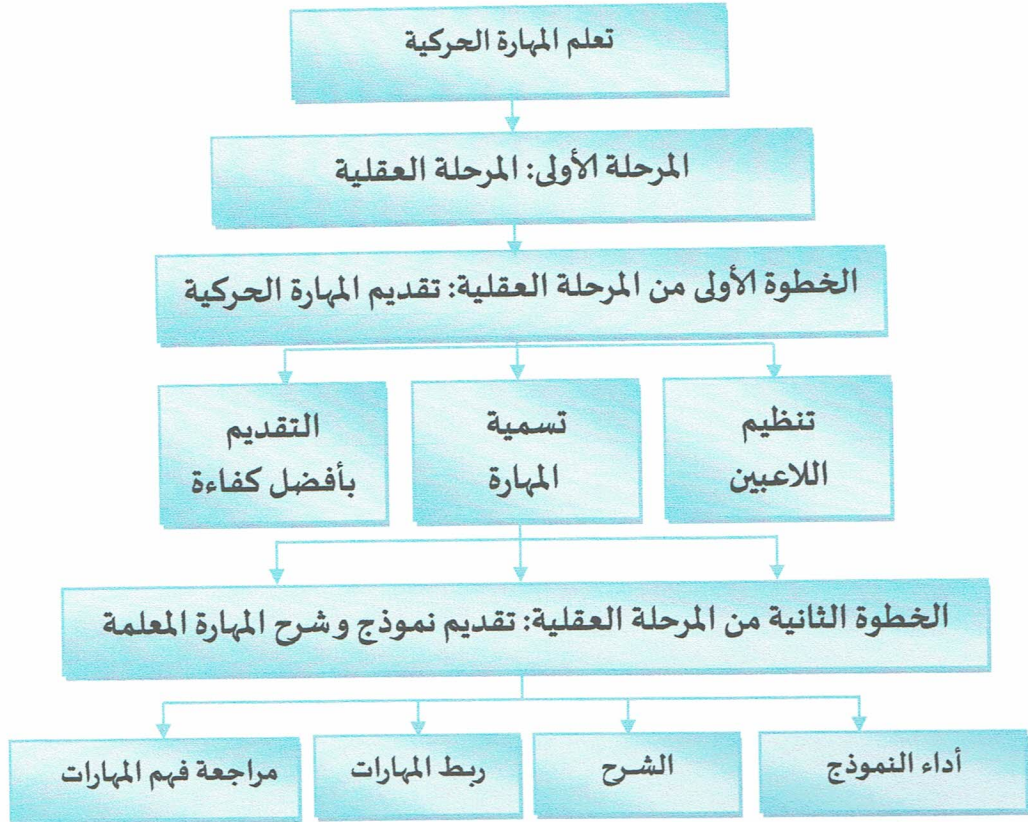 تعلم المهارة الحركية
المرحلة الأولى: المرحلة العقلية
الخطوة الأولى من المرحلة العقلية: تقديم المهارة الحركية
تنظيم
اللاعبين
تسمية
المهارة
التقديم
بأفضل كفاءة
الخطوة الثانية من المرحلة العقلية: تقديم نموذج وشرح المهارة المعلمة
أداء النموذج
الشرح
ربط المهارات
مراجعة فهم المهارات